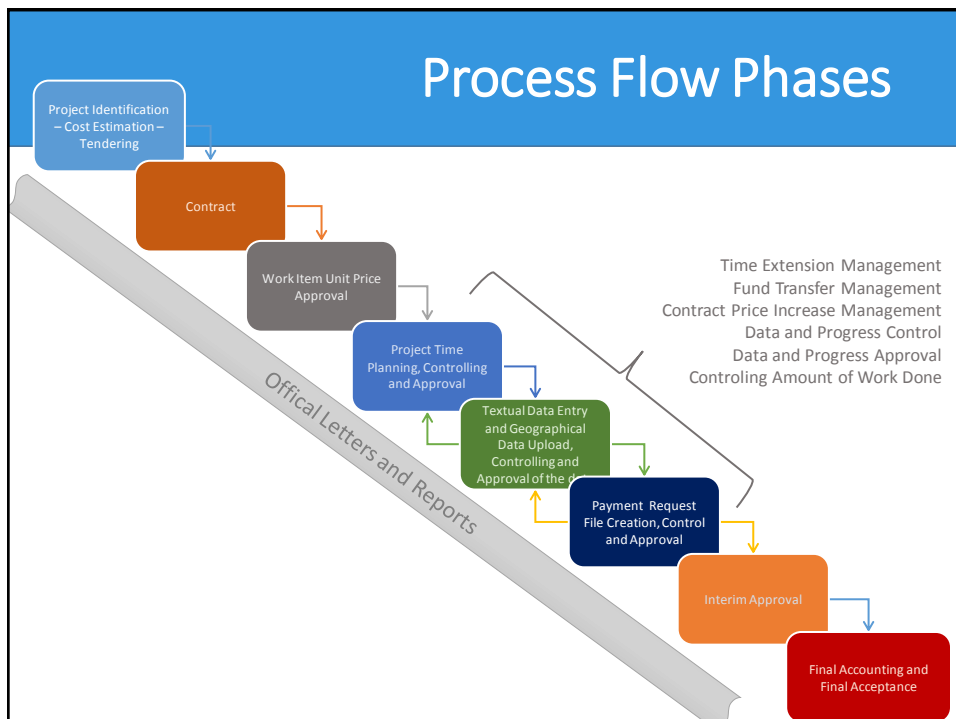 Process Flow Phases
Project Identification
– Cost Estimation –
Tendering
Contract
Work Item Unit Price
Approval
Project Time
Planning, Controlling
and Approval
Textual Data Entry
and Geographical
Data Upload,
Controlling and
Approval of the
Payment Request
File Creation, Control
and Approval
Interim Approval
Final Accounting and
Final Acceptance
Time Extension Management
Fund Transfer Management
Contract Price Increase Management
Data and Progress Control
Data and Progress Approval
Controling Amount of Work Done
Offical Letters and Reports